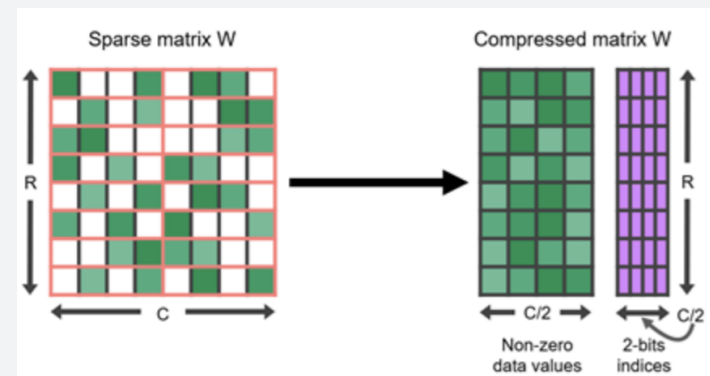 Sparse matrix W
Compressed matrix W
R
R
C
C/2
C/2
Non-zero
data values
2-bits
indices